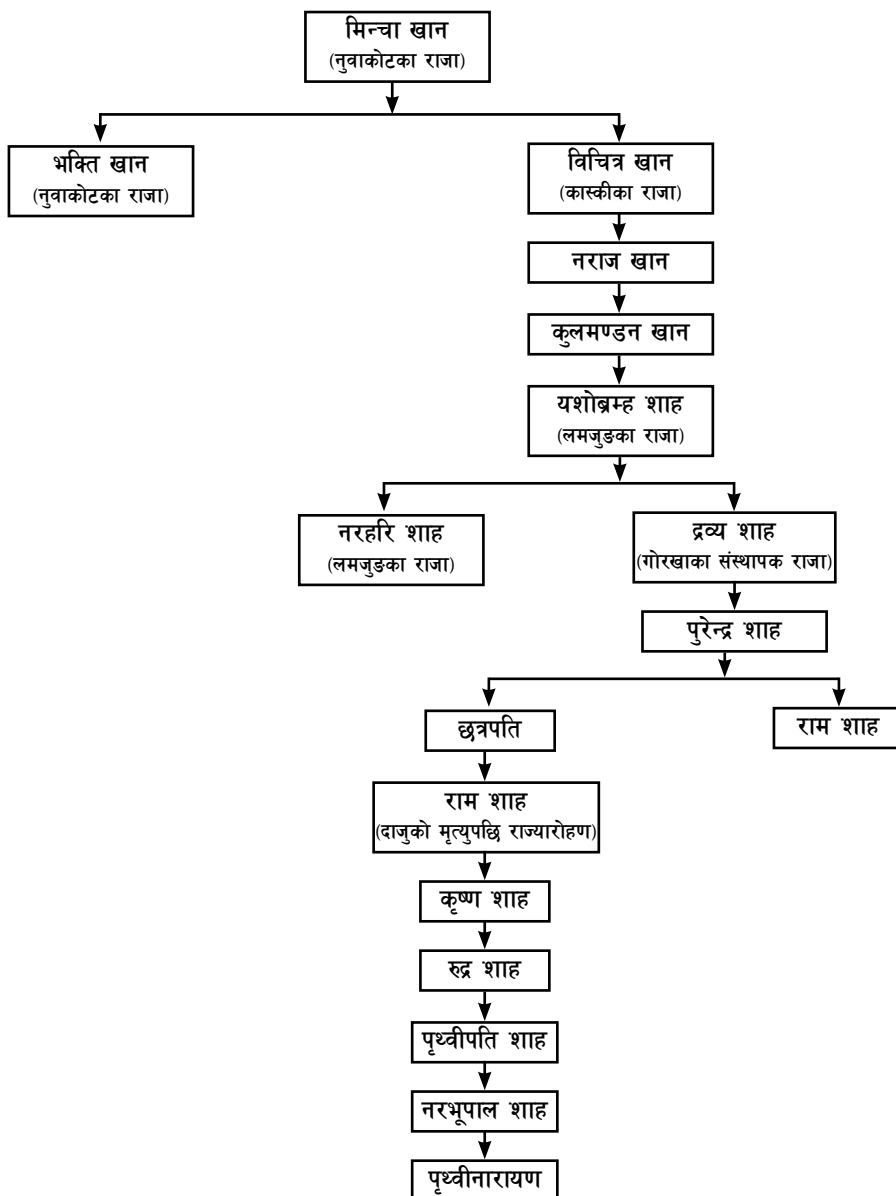 मिन्चा खान
(नुवाकोटका राजा)
भक्ति खान
(नुवाकोटका राजा)
विचित्र खान
(कास्कीका राजा)
नराज खान
कुलमण्डन खान
यशोब्रम्ह शाह
(लमजुङका राजा)
नरहरि शाह
(लमजुङका राजा)
द्रव्य शाह
(गोरखाका संस्थापक राजा)
पुरेन्द्र शाह
छत्रपति
राम शाह
राम शाह
(दाजुको मृत्युपछि राज्यारोहण)
कृष्ण शाह
रुद्र शाह
पृथ्वीपति शाह
नरभूपाल शाह
पृथ्वीनारायण